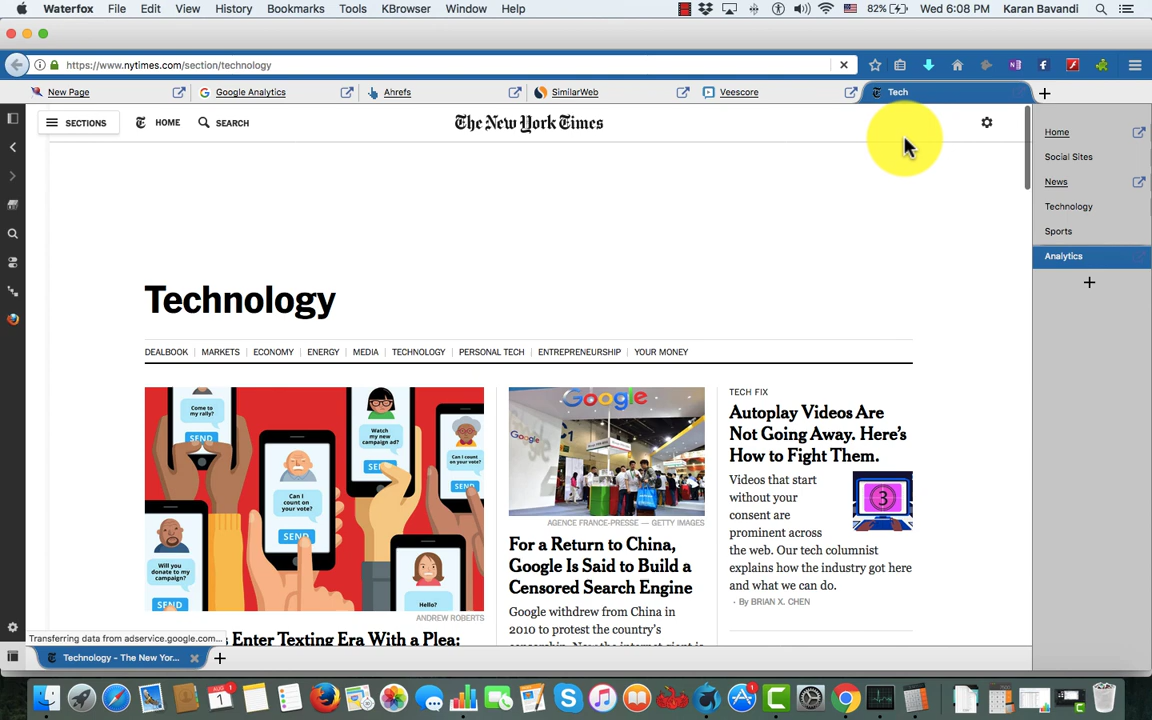 Waterfox File Edit View History Bookmarks Tools KBrowser Window Help 82% Wed 6:08 PM Karan Bavandi
https://www.nytimes.com/section/technology
New Page Google Analytics Ahrefs SimilarWeb Veescore Tech
SECTIONS HOME SEARCH The New York Times
Home
Social Sites
News
Technology
Sports
Analytics
Technology
DEALBOOK MARKETS ECONOMY ENERGY MEDIA TECHNOLOGY PERSONAL TECH ENTREPRENEURSHIP YOUR MONEY
Come to
my rally?
SEND
Watch
my new
campaign ad?
SEND
Can I count
on your vote?
SEND
Can I
count on
your vote?
SEND
Will you
donate to my
campaign?
SEND
Hello?
ANDREW ROBERTS
Enter Texting Era With a Plea:
Google
Google
AGENCE FRANCE-PRESSE — GETTY IMAGES
For a Return to China,
Google Is Said to Build a
Censored Search Engine
Google withdrew from China in
2010 to protest the country's
TECH FIX
Autoplay Videos Are
Not Going Away. Here's
How to Fight Them.
Videos that start
without your
consent are
prominent across
the web. Our tech columnist
explains how the industry got here
and what we can do.
3
• By BRIAN X. CHEN
Transferring data from adservice.google.com...
Technology - The New Yor...
AUG
1
1
1